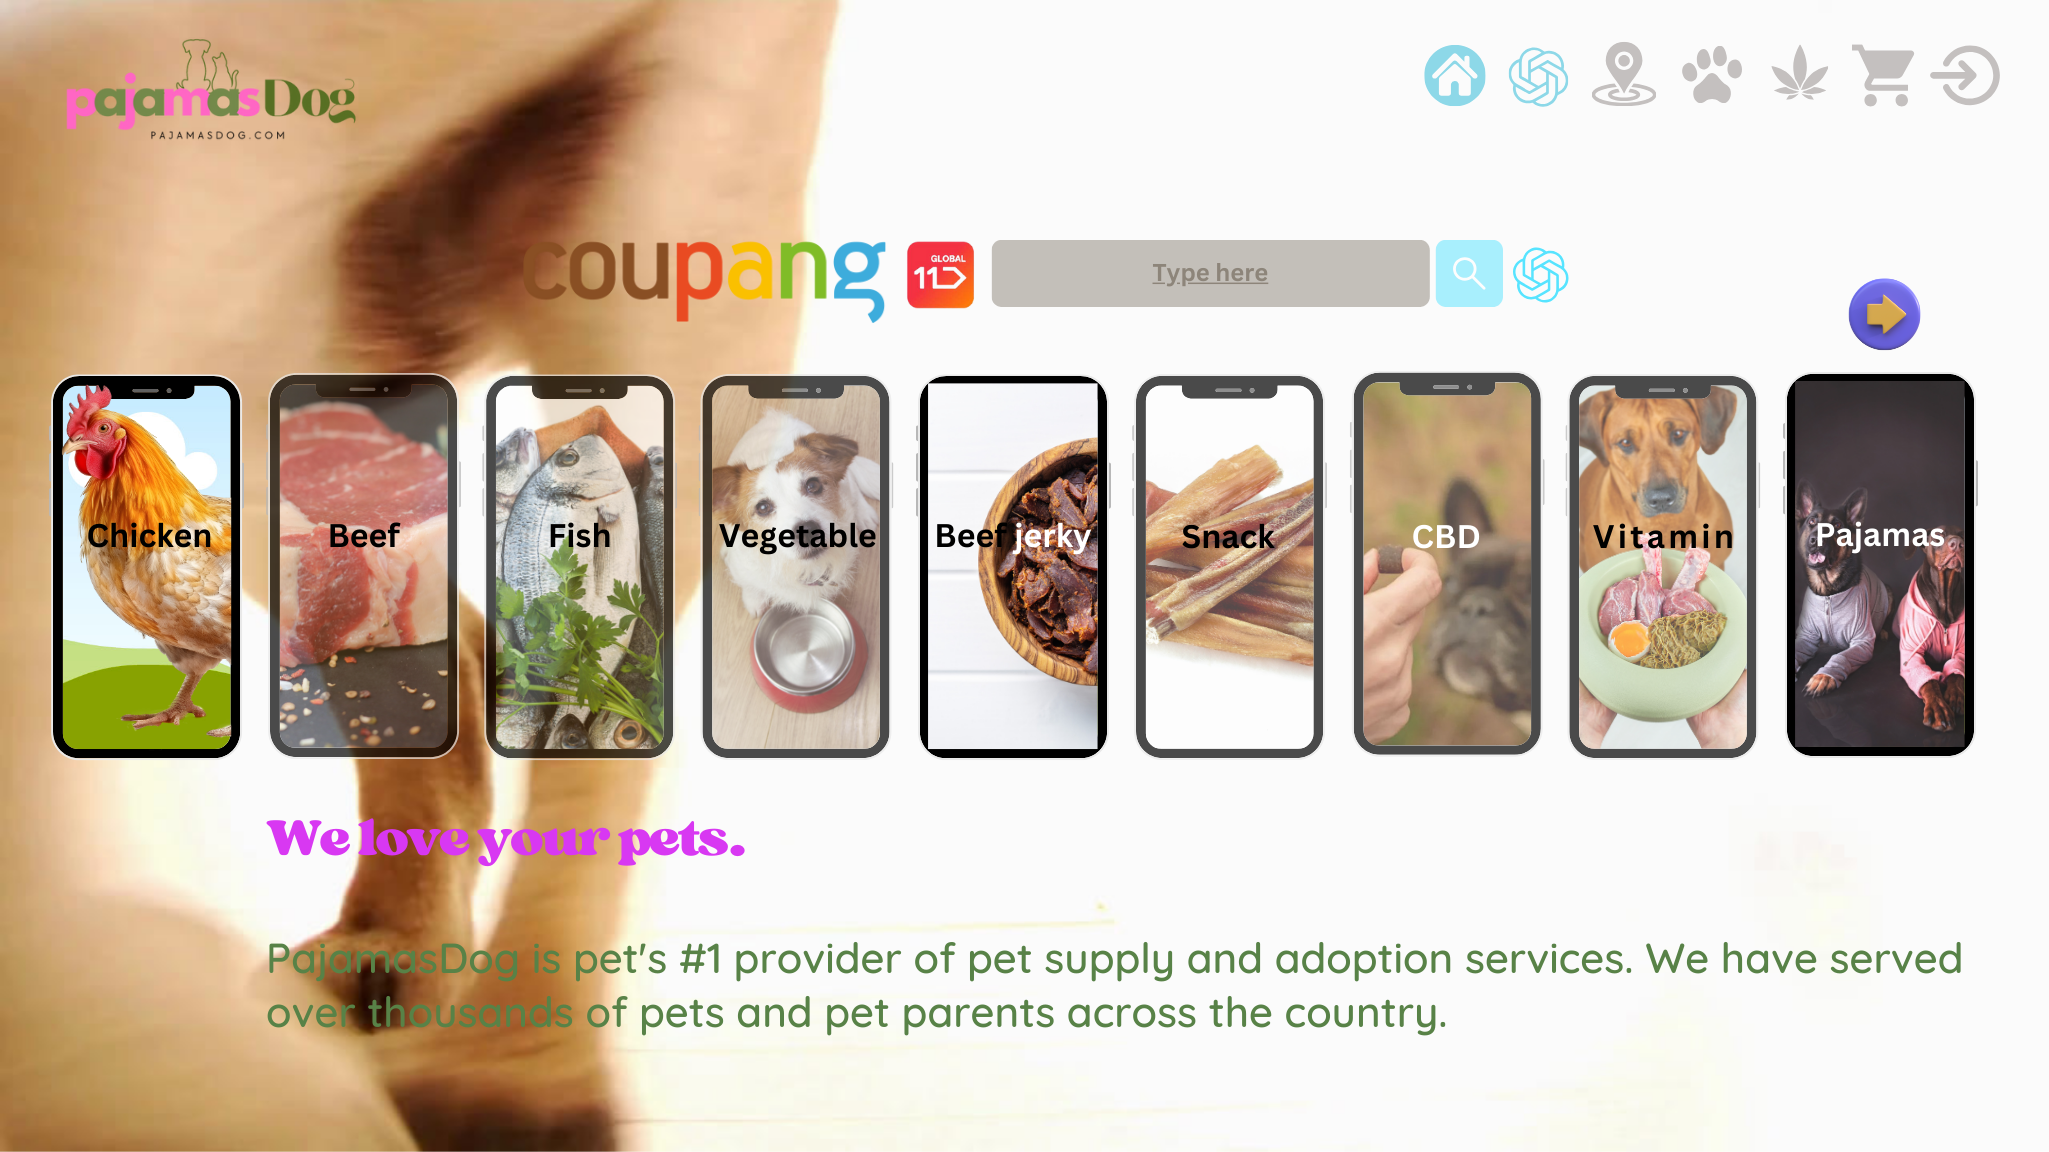 pajamasDog
PAJAMASDOG.COM
coupang
GLOBAL
11
Type here
Chicken
Beef
Fish
Vegetable
Beef jerky
Snack
CBD
Vitamin
Pajamas
We love your pets.
PajamasDog is pet's #1 provider of pet supply and adoption services. We have served
over thousands of pets and pet parents across the country.